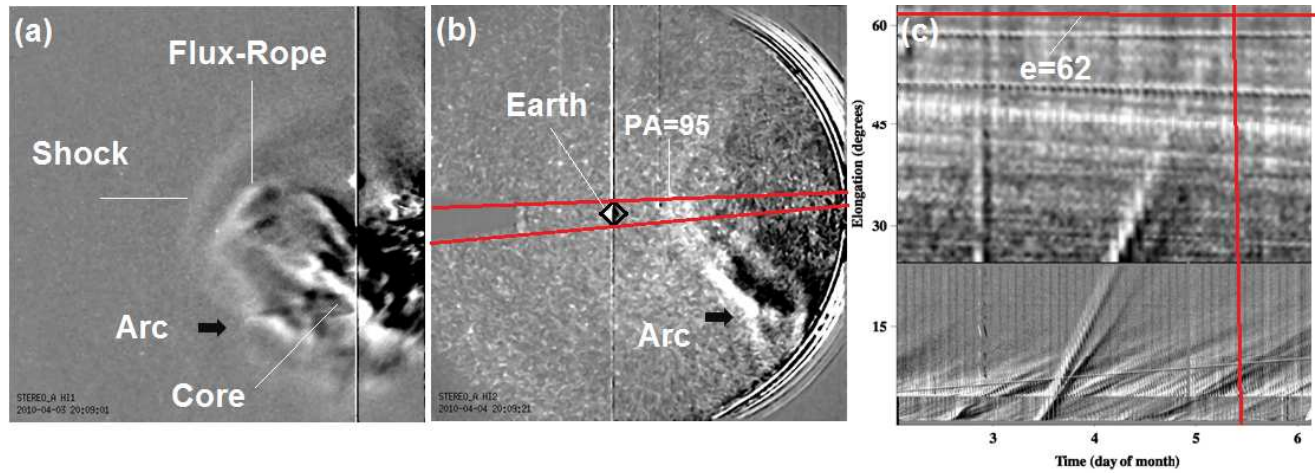 (a)
Flux-Rope
Shock
Arc
Core
STEREO_A HI1
2010-04-03 20:09:01
(b)
Earth
PA=95
Arc
STEREO_A HI2
2010-04-04 20:09:21
(c)
e=62
60
45
30
15
Elongation (degrees)
3 4 5 6
Time (day of month)